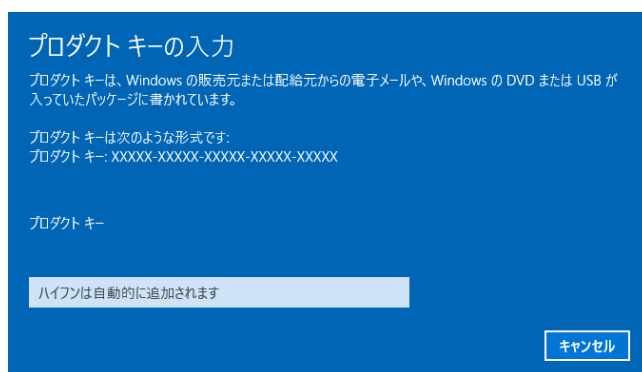 プロダクト キーの入力
プロダクト キーは、Windows の販売元または配給元からの電子メールや、Windows の DVD または USB が
入っていたパッケージに書かれています。
プロダクト キーは次のような形式です:
プロダクト キー: XXXXX-XXXXX-XXXXX-XXXXX-XXXXX
プロダクト キー
ハイフンは自動的に追加されます
キャンセル